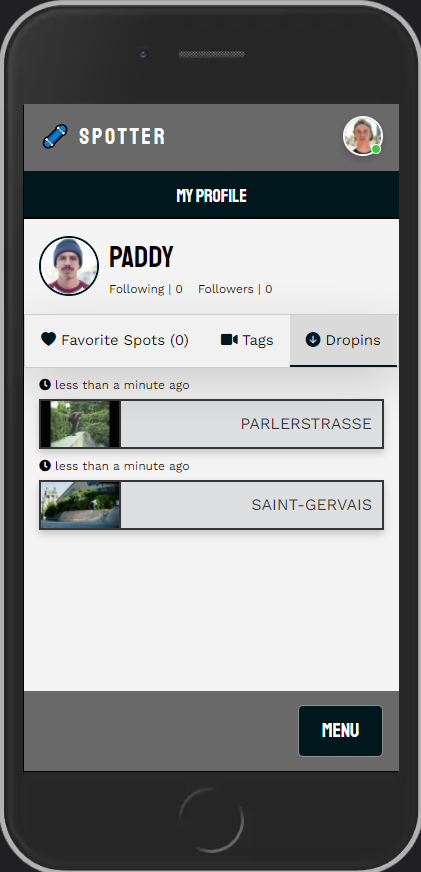 SPOTTER
MY PROFILE
PADDY
Following | 0 Followers | 0
Favorite Spots (0) Tags Dropins
less than a minute ago
PARLERSTRASSE
less than a minute ago
SAINT-GERVAIS
MENU